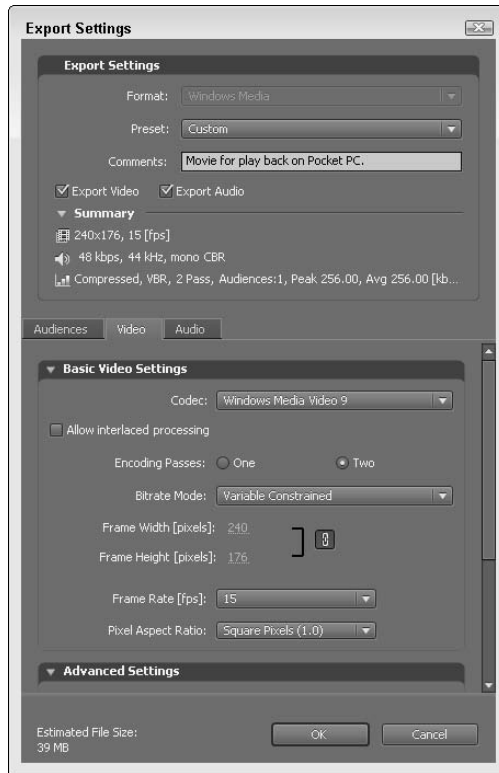 Export Settings
Export Settings
Format: Windows Media
Preset: Custom
Comments: Movie for play back on Pocket PC.
Export Video Export Audio
Summary
240x176, 15 [fps]
48 kbps, 44 kHz, mono CBR
Compressed, VBR, 2 Pass, Audiences:1, Peak 256.00, Avg 256.00 [kb...
Audiences Video Audio
Basic Video Settings
Codec: Windows Media Video 9
Allow interlaced processing
Encoding Passes: One Two
Bitrate Mode: Variable Constrained
Frame Width [pixels]: 240
Frame Height [pixels]: 176
Frame Rate [fps]: 15
Pixel Aspect Ratio: Square Pixels (1.0)
Advanced Settings
Estimated File Size:
39 MB
OK Cancel